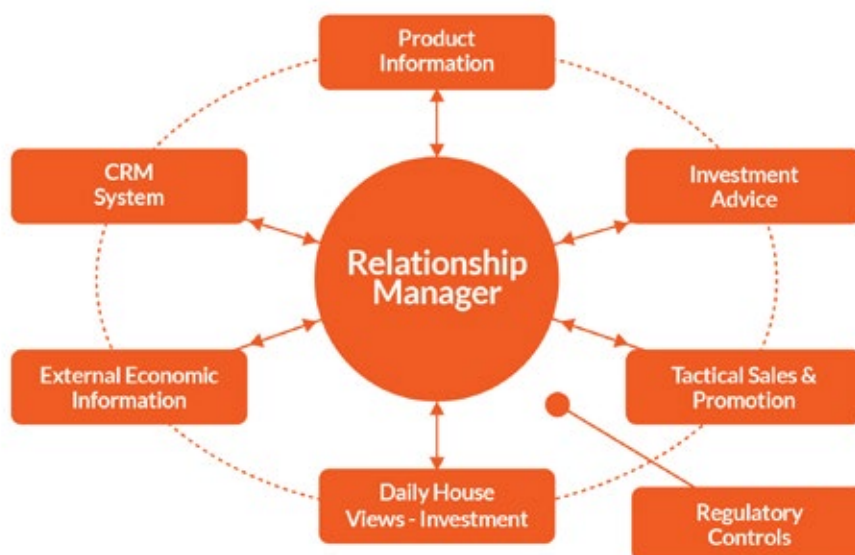 Product
Information
CRM
System
Investment
Advice
Relationship
Manager
External Economic
Information
Tactical Sales &
Promotion
Daily House
Views - Investment
Regulatory
Controls